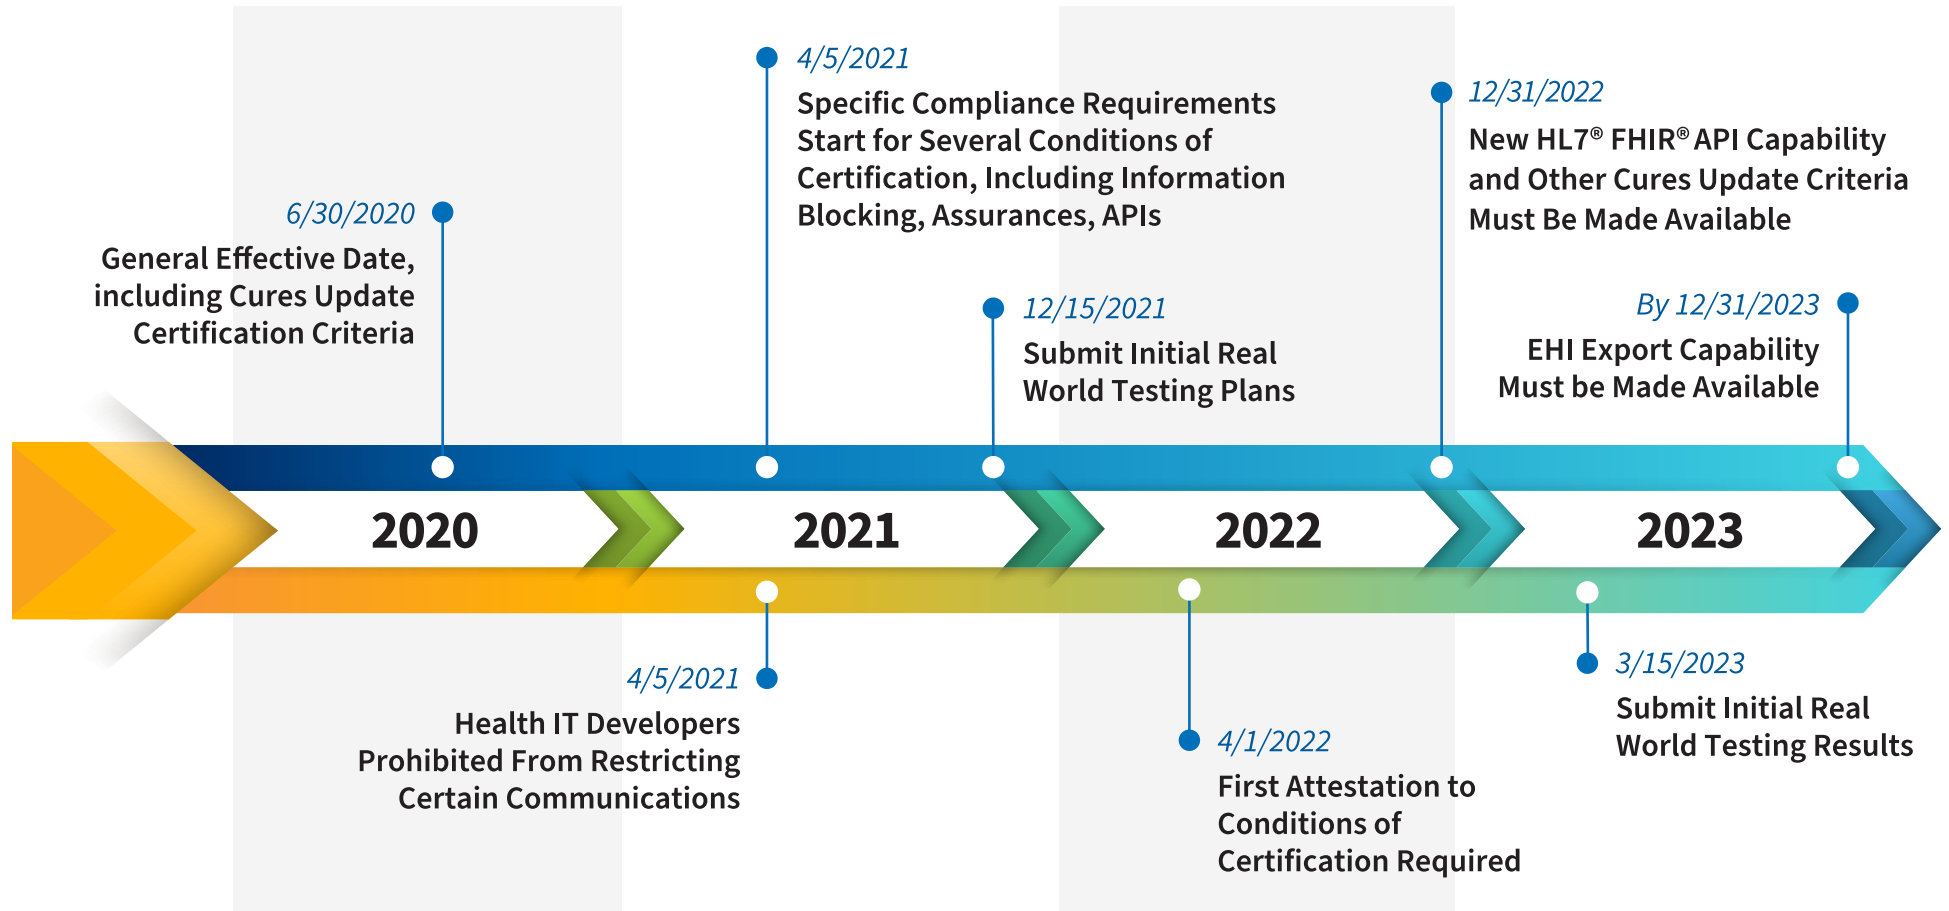 4/5/2021
Specific Compliance Requirements
Start for Several Conditions of
Certification, Including Information
Blocking, Assurances, APIs
12/31/2022
New HL7® FHIR® API Capability
and Other Cures Update Criteria
Must Be Made Available
6/30/2020
General Effective Date,
including Cures Update
Certification Criteria
12/15/2021
Submit Initial Real
World Testing Plans
By 12/31/2023
EHI Export Capability
Must be Made Available
2020
2021
2022
2023
4/5/2021
Health IT Developers
Prohibited From Restricting
Certain Communications
4/1/2022
First Attestation to
Conditions of
Certification Required
3/15/2023
Submit Initial Real
World Testing Results